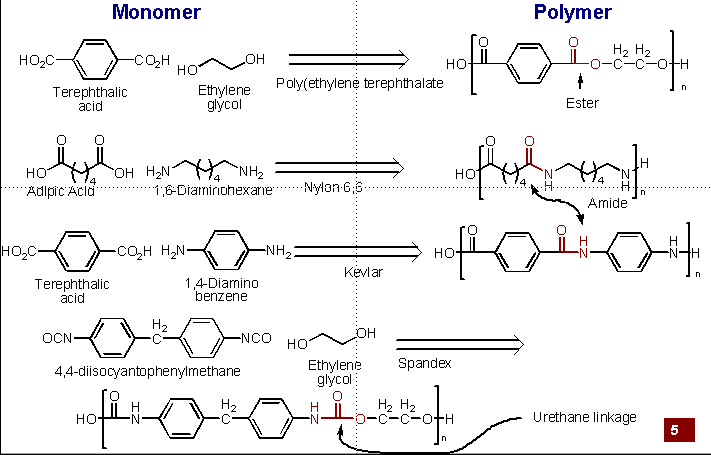 Monomer
Polymer
HO2C
CO2H
HO
OH
Terephthalic
acid
Ethylene
glycol
Poly(ethylene terephthalate
HO
O
O
O
H2
C
C
H2
O
H
n
Ester
O
HO
4
O
OH
Adipic Acid
H2N
4
NH2
1,6-Diaminohexane
Nylon 6,6
HO
O
4
O
N
H
4
N
H
H
n
Amide
HO2C
CO2H
Terephthalic
acid
H2N
NH2
1,4-Diamino
benzene
Kevlar
HO
O
O
H
N
H
N
H
n
OCN
H2
C
NCO
4,4-diisocyantophenylmethane
HO
OH
Ethylene
glycol
Spandex
HO
O
H
N
H2
C
H
N
O
O
H2
C
C
H2
O
H
n
Urethane linkage
5